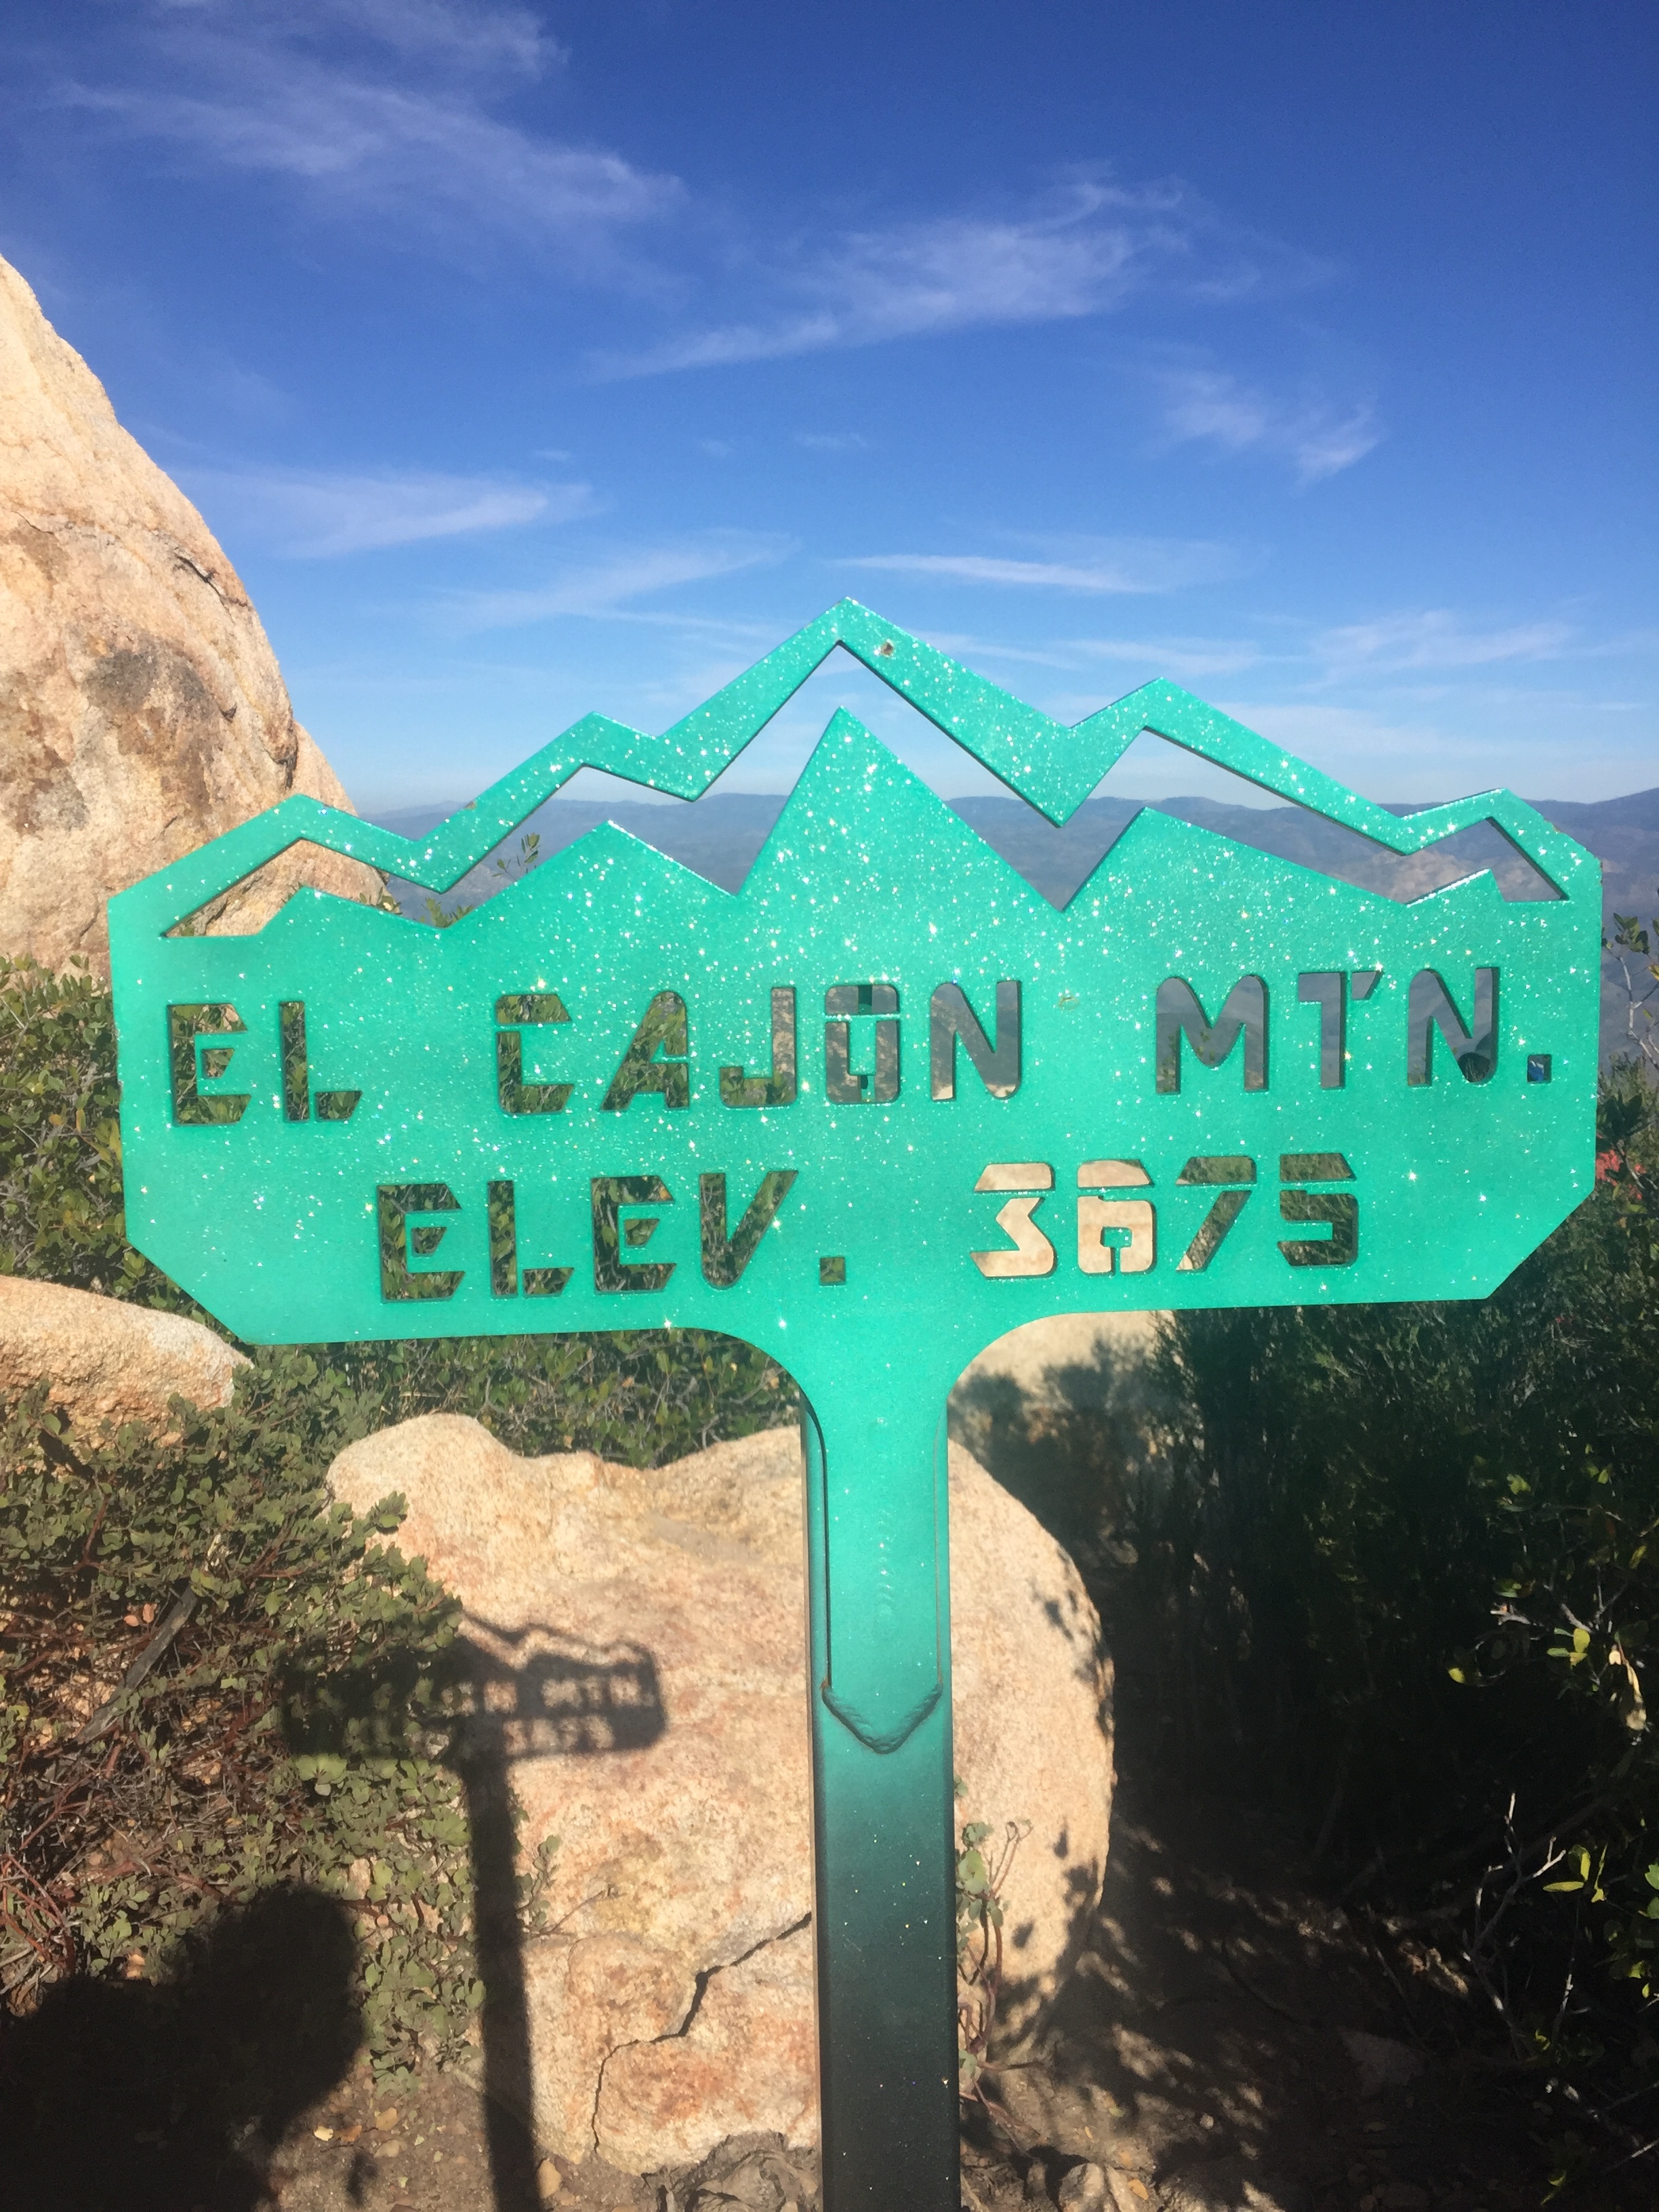 EL CAJON MTN.
ELEV. 3675